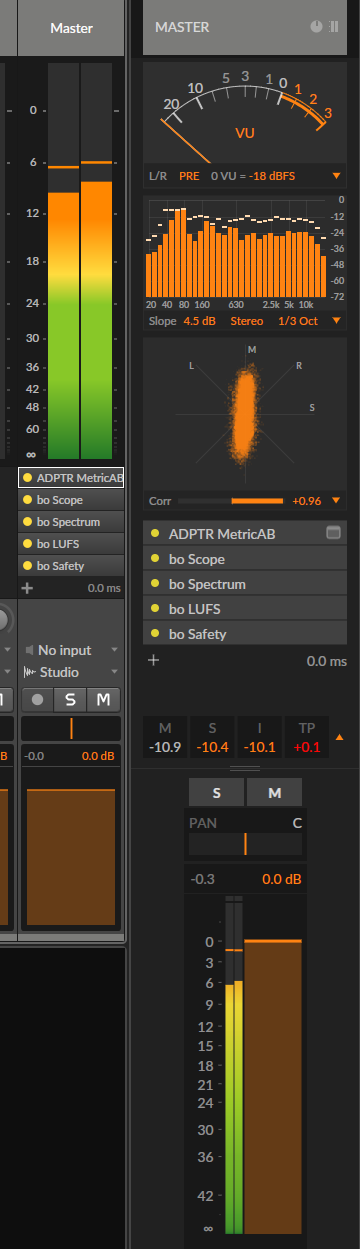 Master
0
6
12
18
24
30
36
42
48
60
∞
ADPTR MetricAB
bo Scope
bo Spectrum
bo LUFS
bo Safety
+ 0.0 ms
No input
Studio
S M
B -0.0 0.0 dB
MASTER
20 10 5 3 1 0 1 2 3
VU
L/R PRE 0 VU = -18 dBFS
0
-12
-24
-36
-48
-60
-72
20 40 80 160 630 2.5k 5k 10k
Slope 4.5 dB Stereo 1/3 Oct
M
L R
S
Corr +0.96
ADPTR MetricAB
bo Scope
bo Spectrum
bo LUFS
bo Safety
+ 0.0 ms
M S I TP
-10.9 -10.4 -10.1 +0.1
S M
PAN C
-0.3 0.0 dB
0
3
6
9
12
15
18
21
24
30
36
42
∞